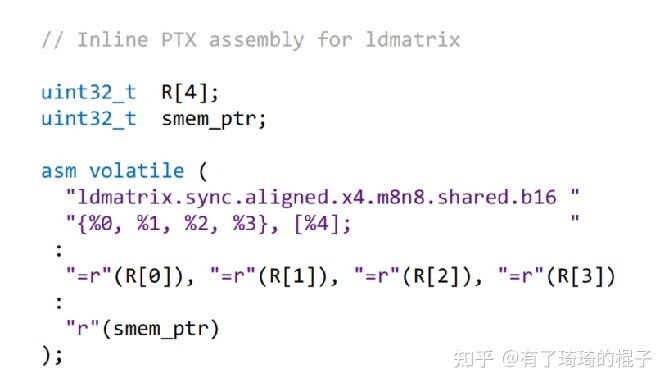 // Inline PTX assembly for ldmatrix
uint32_t R[4];
uint32_t smem_ptr;
asm volatile (
"ldmatrix.sync.aligned.x4.m8n8.shared.b16 "
"{%0, %1, %2, %3}, [%4]; "
:
"=r"(R[0]), "=r"(R[1]), "=r"(R[2]), "=r"(R[3])
:
"r"(smem_ptr)
);
知乎 @有了琦琦的棍子